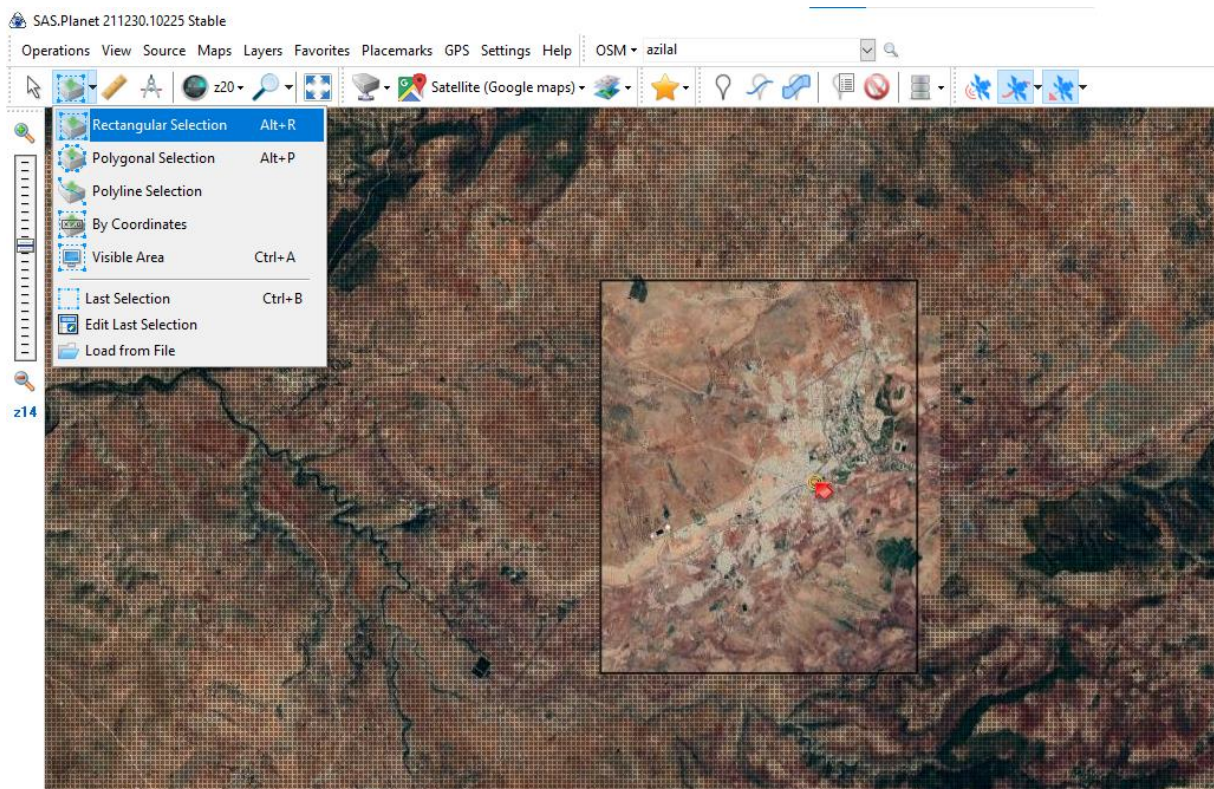 SAS.Planet 211230.10225 Stable
Operations View Source Maps Layers Favorites Placemarks GPS Settings Help OSM azilal
z20 Satellite (Google maps)
Rectangular Selection Alt+R
Polygonal Selection Alt+P
Polyline Selection
By Coordinates
Visible Area Ctrl+A
Last Selection Ctrl+B
Edit Last Selection
Load from File
z14